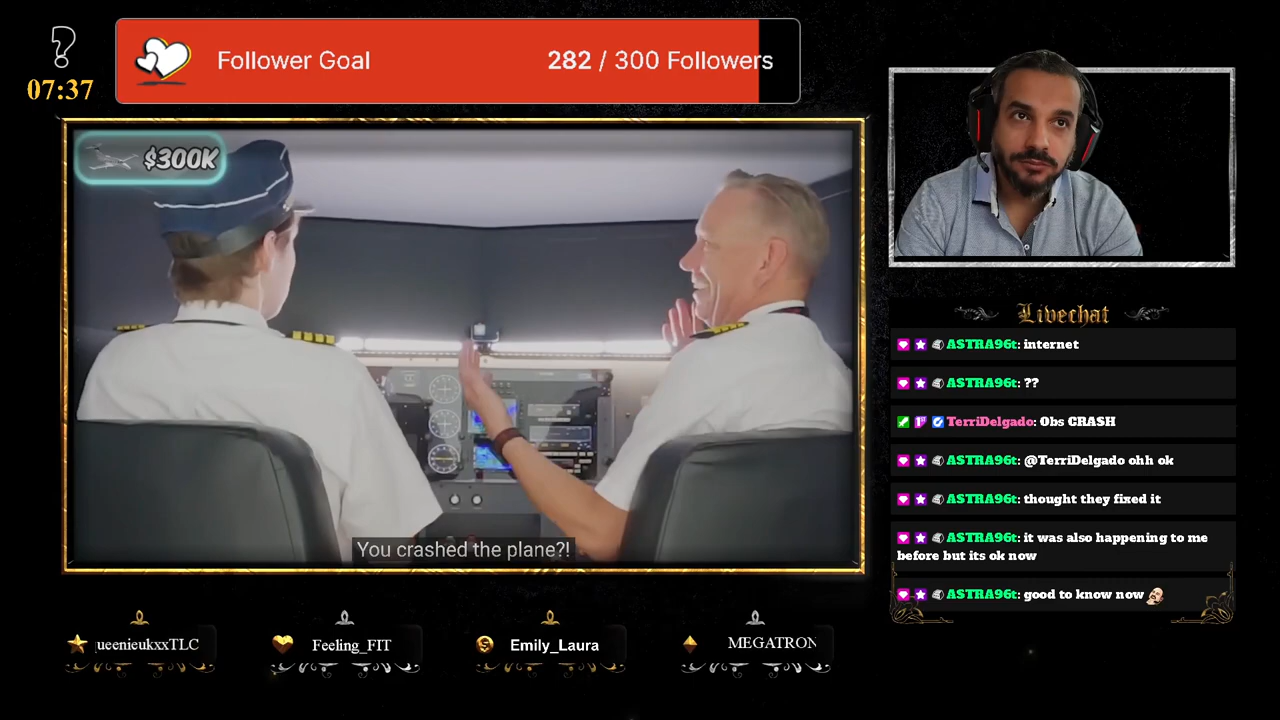 07:37
Follower Goal
282 / 300 Followers
$300K
You crashed the plane?!
Livechat
ASTRA96t: internet
ASTRA96t: ??
TerriDelgado: Obs CRASH
ASTRA96t: @TerriDelgado ohh ok
ASTRA96t: thought they fixed it
ASTRA96t: it was also happening to me
before but its ok now
ASTRA96t: good to know now
ueenieukxxTLC
Feeling_FIT
Emily_Laura
MEGATRON